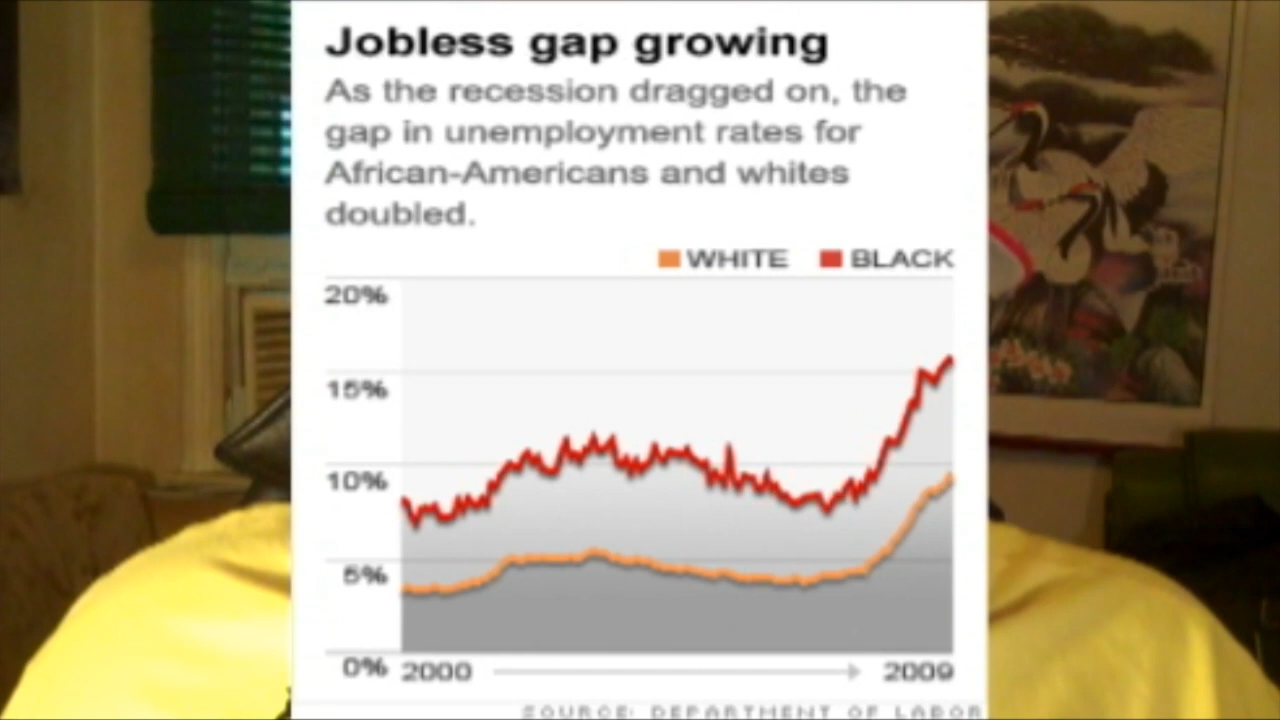 Jobless gap growing
As the recession dragged on, the
gap in unemployment rates for
African-Americans and whites
doubled.
WHITE BLACK
20%
15%
10%
5%
0%
2000 2009
SOURCE: DEPARTMENT OF LABOR